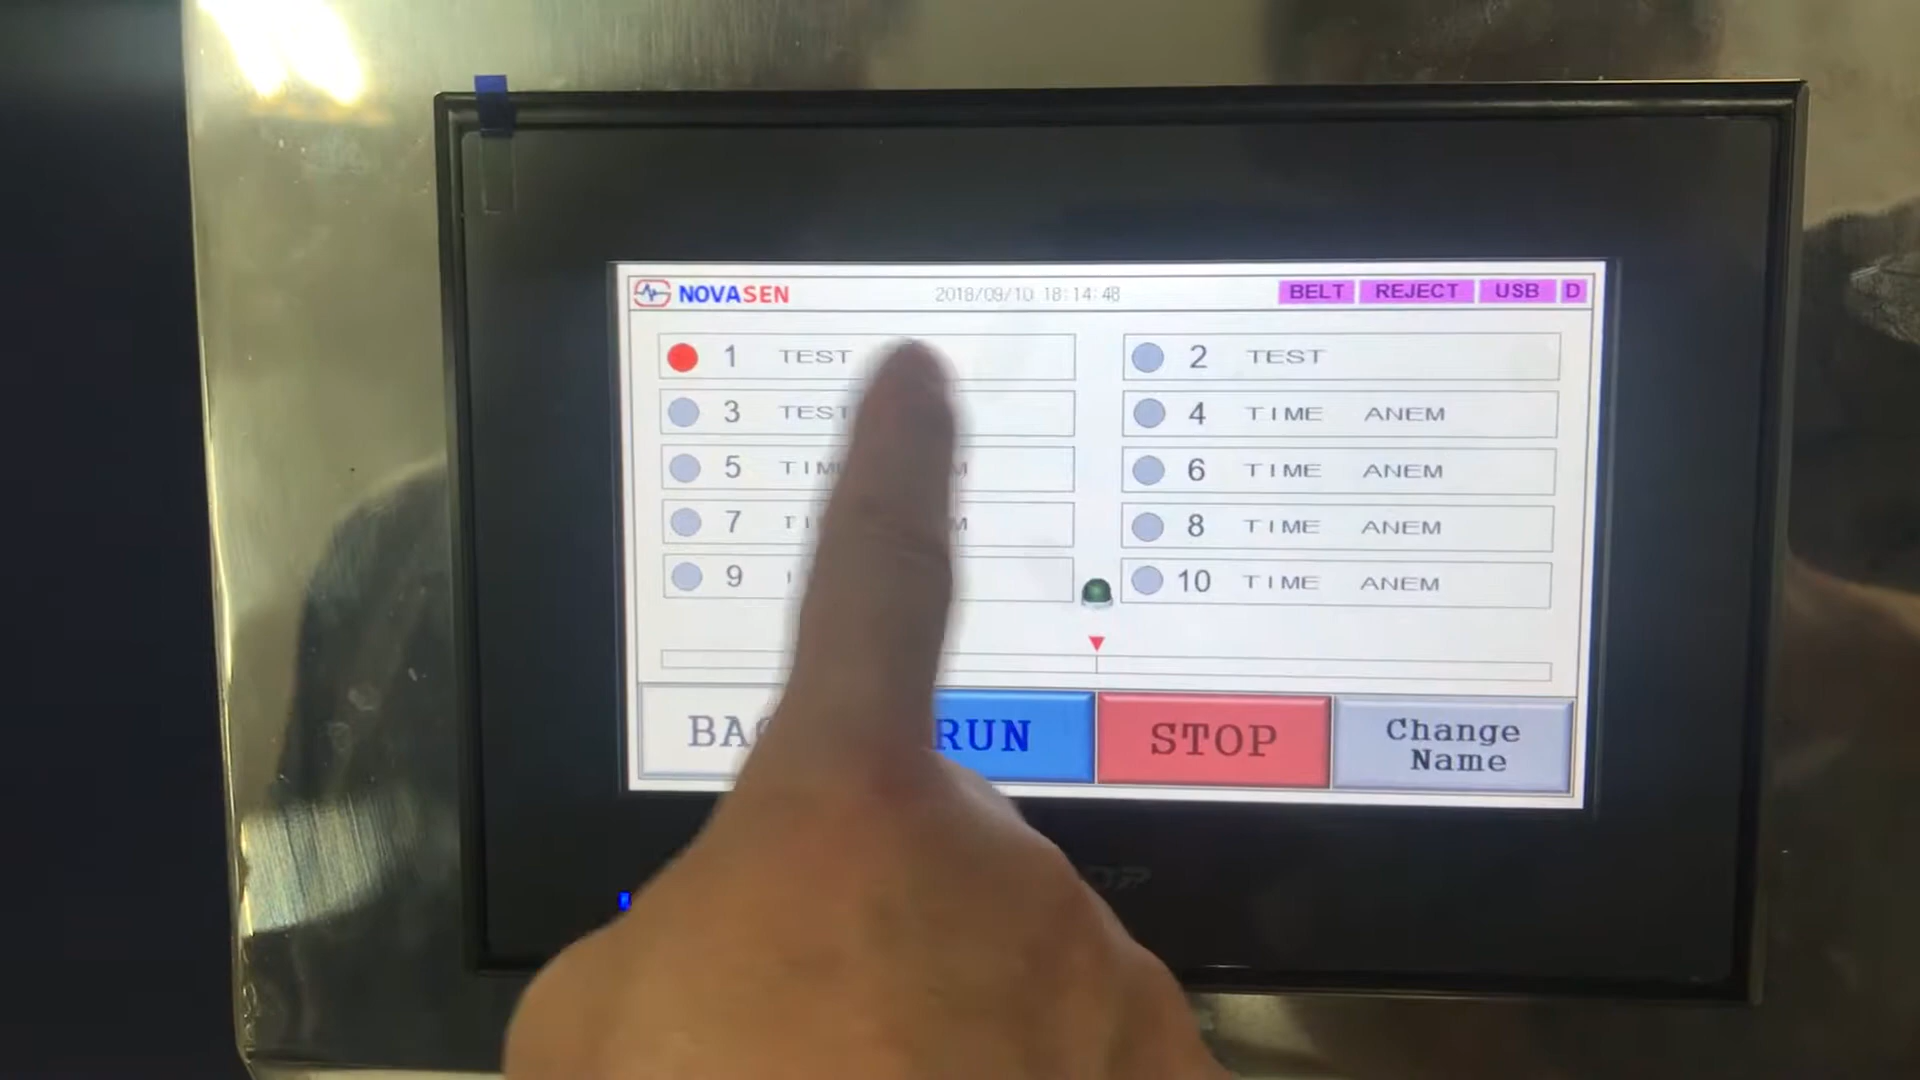 NOVASEN 2018/09/10 18:14:48 BELT REJECT USB D
1 TEST 2 TEST
3 TEST 4 TIME ANEM
5 6 TIME ANEM
7 8 TIME ANEM
9 10 TIME ANEM
RUN STOP Change Name